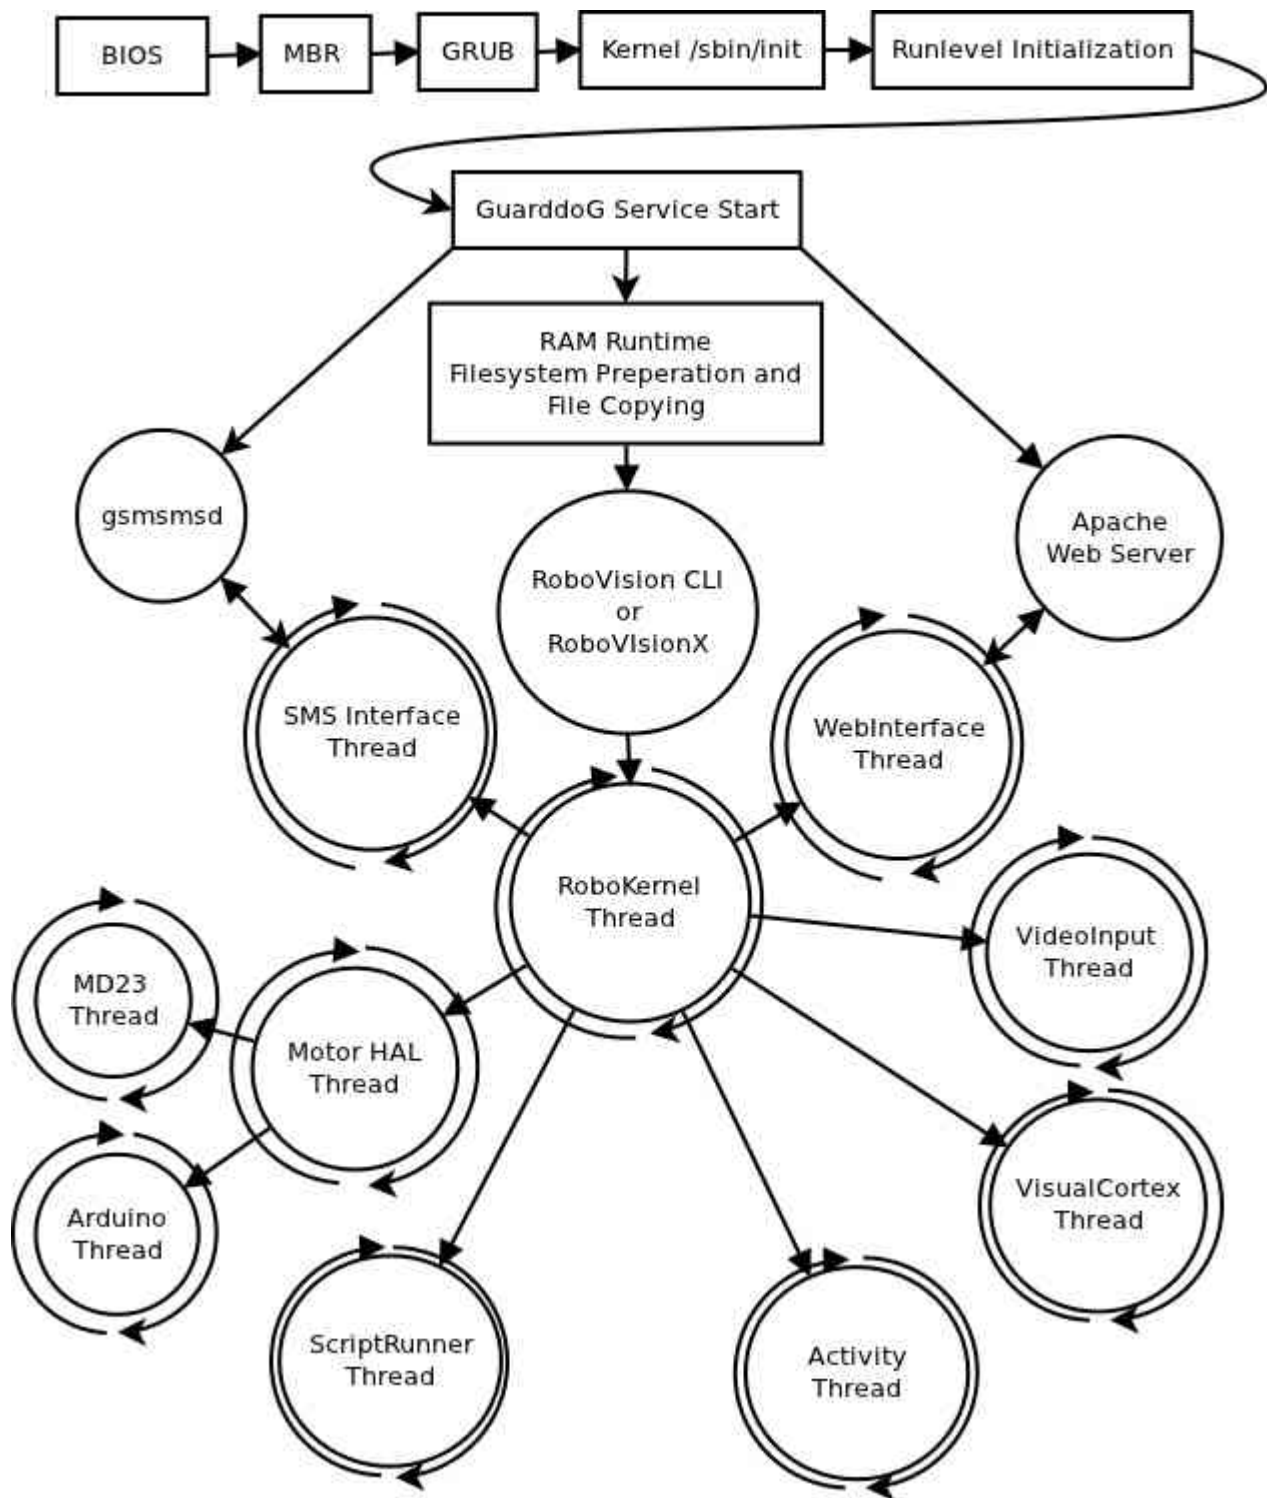 BIOS
MBR
GRUB
Kernel /sbin/init
Runlevel Initialization
GuarddoG Service Start
RAM Runtime
Filesystem Preperation and
File Copying
gsmsmsd
Apache
Web Server
RoboVision CLI
or
RoboVIsionX
SMS Interface
Thread
WebInterface
Thread
RoboKernel
Thread
VideoInput
Thread
MD23
Thread
Motor HAL
Thread
VisualCortex
Thread
Arduino
Thread
ScriptRunner
Thread
Activity
Thread